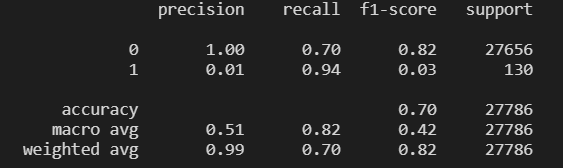 precision recall f1-score support
0 1.00 0.70 0.82 27656
1 0.01 0.94 0.03 130
accuracy 0.70 27786
macro avg 0.51 0.82 0.42 27786
weighted avg 0.99 0.70 0.82 27786